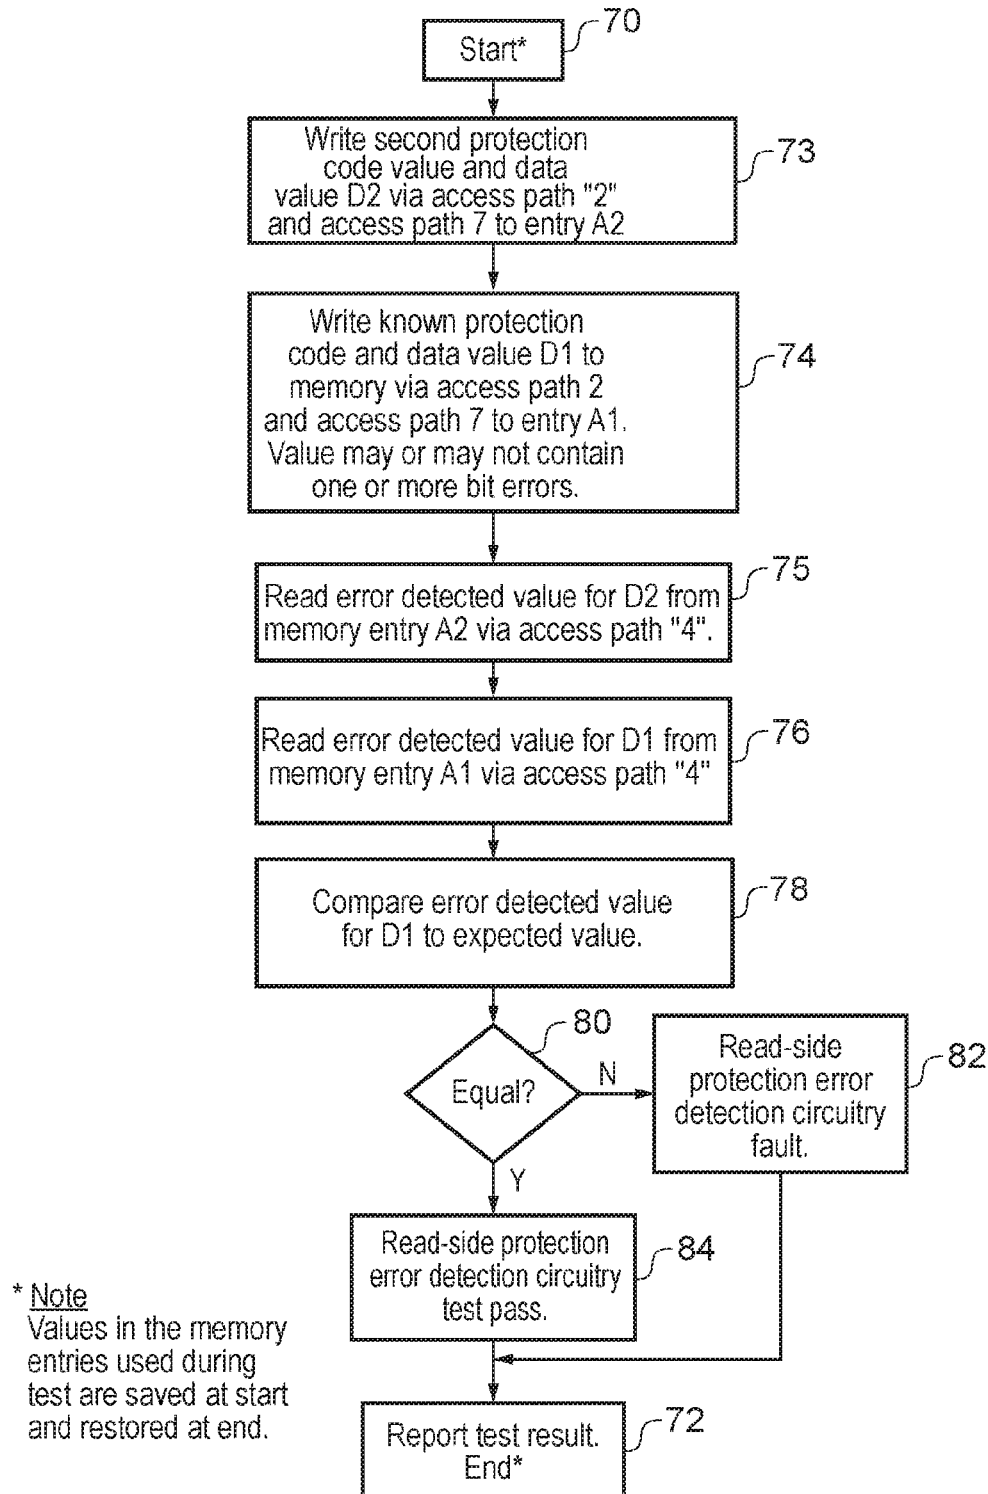 Start*
70
Write second protection
code value and data
value D2 via access path "2"
and access path 7 to entry A2
73
Write known protection
code and data value D1 to
memory via access path 2
and access path 7 to entry A1.
Value may or may not contain
one or more bit errors.
74
Read error detected value for D2 from
memory entry A2 via access path "4".
75
Read error detected value for D1 from
memory entry A1 via access path "4"
76
Compare error detected value
for D1 to expected value.
78
Equal?
80
N
Read-side
protection error
detection circuitry
fault.
82
Y
Read-side protection
error detection circuitry
test pass.
84
* Note
Values in the memory
entries used during
test are saved at start
and restored at end.
Report test result.
End*
72